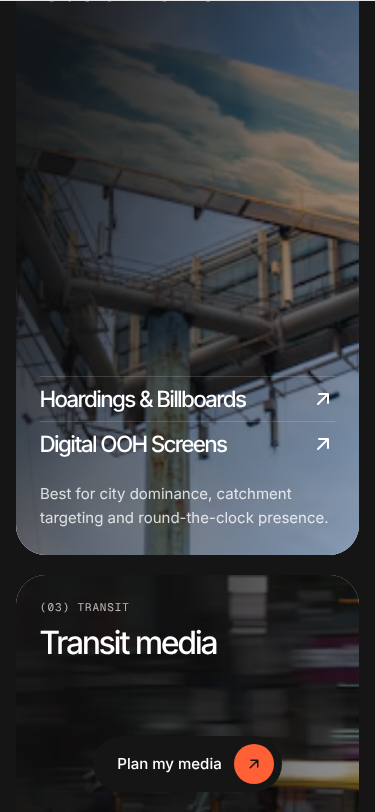 Hoardings & Billboards
Digital OOH Screens
Best for city dominance, catchment
targeting and round-the-clock presence.
(03) TRANSIT
Transit media
Plan my media